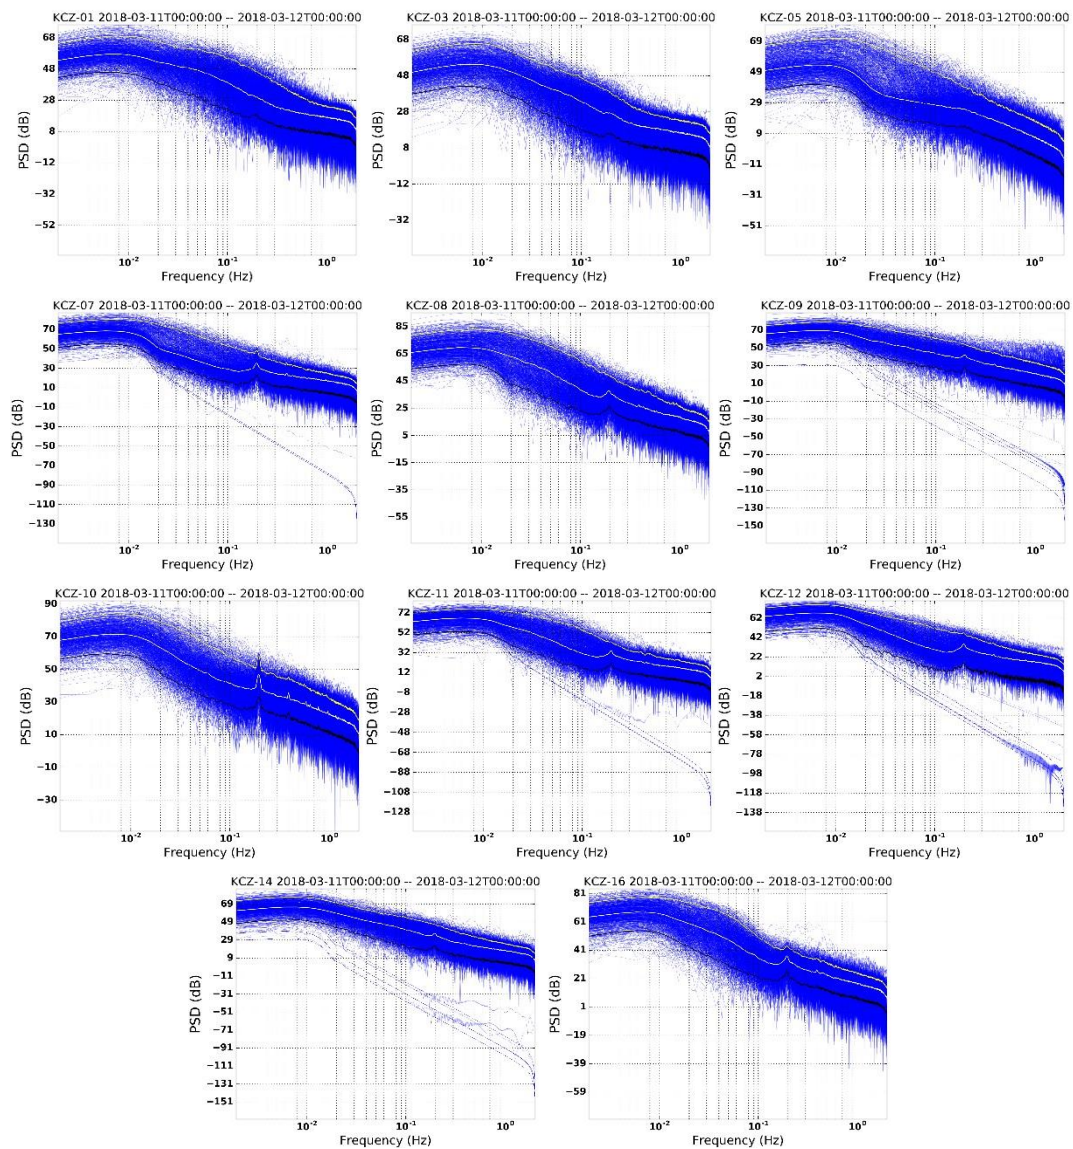 KCZ-01 2018-03-11T00:00:00 -- 2018-03-12T00:00:00
68
48
28
8
−12
−32
−52
PSD (dB)
10⁻² 10⁻¹ 10⁰
Frequency (Hz)
KCZ-03 2018-03-11T00:00:00 -- 2018-03-12T00:00:00
68
48
28
8
−12
−32
PSD (dB)
10⁻² 10⁻¹ 10⁰
Frequency (Hz)
KCZ-05 2018-03-11T00:00:00 -- 2018-03-12T00:00:00
69
49
29
9
−11
−31
−51
PSD (dB)
10⁻² 10⁻¹ 10⁰
Frequency (Hz)
KCZ-07 2018-03-11T00:00:00 -- 2018-03-12T00:00:00
70
50
30
10
−10
−30
−50
−70
−90
−110
−130
PSD (dB)
10⁻² 10⁻¹ 10⁰
Frequency (Hz)
KCZ-08 2018-03-11T00:00:00 -- 2018-03-12T00:00:00
85
65
45
25
5
−15
−35
−55
PSD (dB)
10⁻² 10⁻¹ 10⁰
Frequency (Hz)
KCZ-09 2018-03-11T00:00:00 -- 2018-03-12T00:00:00
70
50
30
10
−10
−30
−50
−70
−90
−110
−130
−150
PSD (dB)
10⁻² 10⁻¹ 10⁰
Frequency (Hz)
KCZ-10 2018-03-11T00:00:00 -- 2018-03-12T00:00:00
90
70
50
30
10
−10
−30
PSD (dB)
10⁻² 10⁻¹ 10⁰
Frequency (Hz)
KCZ-11 2018-03-11T00:00:00 -- 2018-03-12T00:00:00
72
52
32
12
−8
−28
−48
−68
−88
−108
−128
PSD (dB)
10⁻² 10⁻¹ 10⁰
Frequency (Hz)
KCZ-12 2018-03-11T00:00:00 -- 2018-03-12T00:00:00
62
42
22
2
−18
−38
−58
−78
−98
−118
−138
PSD (dB)
10⁻² 10⁻¹ 10⁰
Frequency (Hz)
KCZ-14 2018-03-11T00:00:00 -- 2018-03-12T00:00:00
69
49
29
9
−11
−31
−51
−71
−91
−111
−131
−151
PSD (dB)
10⁻² 10⁻¹ 10⁰
Frequency (Hz)
KCZ-16 2018-03-11T00:00:00 -- 2018-03-12T00:00:00
81
61
41
21
1
−19
−39
−59
PSD (dB)
10⁻² 10⁻¹ 10⁰
Frequency (Hz)